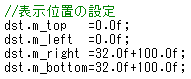 //表示位置の設定
dst.m_top   =0.0f;
dst.m_left  =0.0f;
dst.m_right =32.0f+100.0f;
dst.m_bottom=32.0f+100.0f;